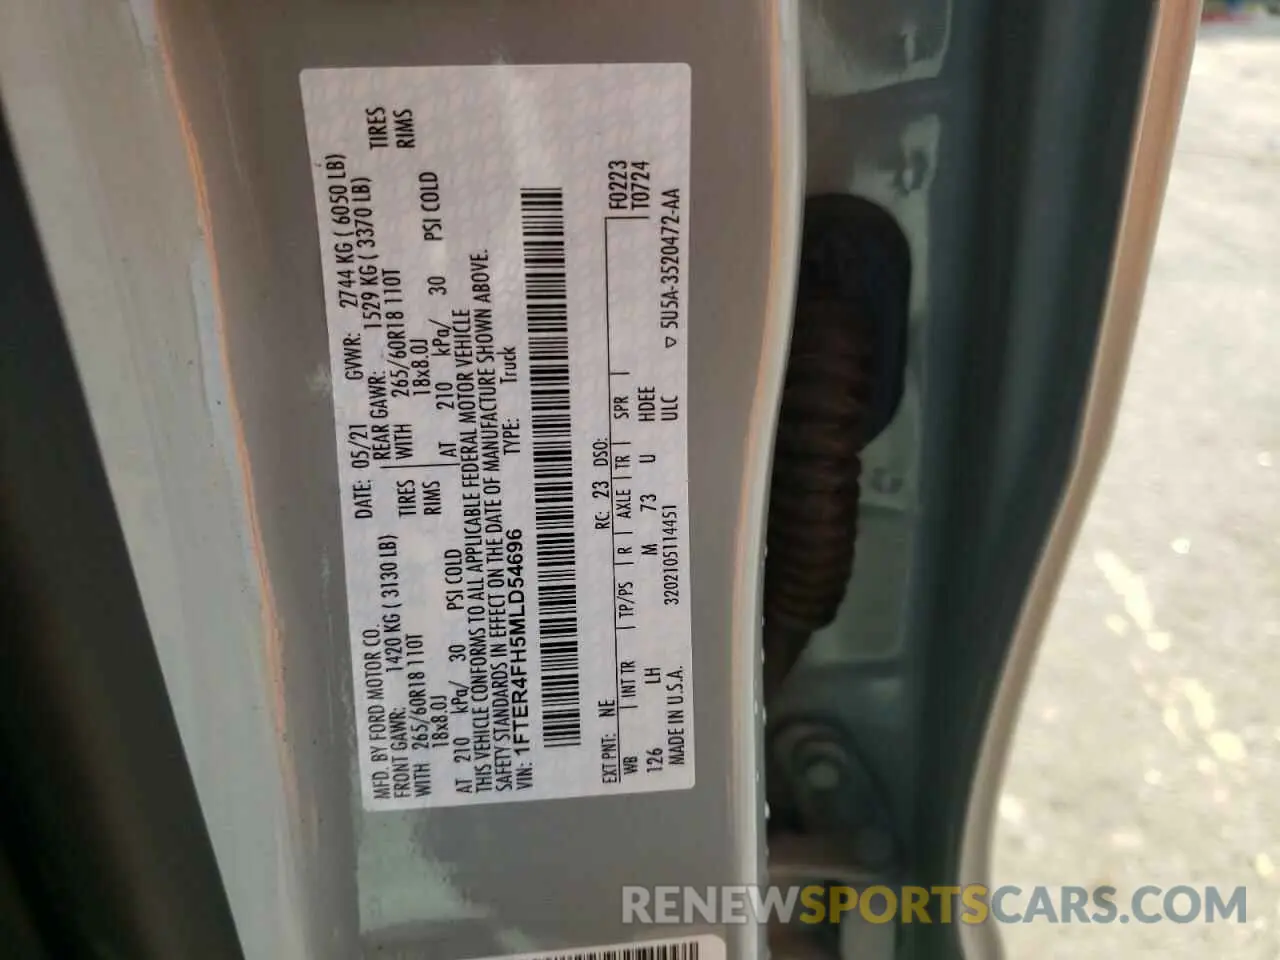 MFD. BY FORD MOTOR CO.
DATE: 05/21 GVWR: 2744 KG ( 6050 LB)
FRONT GAWR: 1420 KG ( 3130 LB) REAR GAWR: 1529 KG ( 3370 LB)
WITH 265/60R18 110T TIRES WITH 265/60R18 110T TIRES
18x8.0J RIMS 18x8.0J RIMS
AT 210 kPa/ 30 PSI COLD AT 210 kPa/ 30 PSI COLD
THIS VEHICLE CONFORMS TO ALL APPLICABLE FEDERAL MOTOR VEHICLE
SAFETY STANDARDS IN EFFECT ON THE DATE OF MANUFACTURE SHOWN ABOVE.
VIN: 1FTER4FH5MLD54696 TYPE: Truck
EXT PNT: NE RC: 23 DSO: F0223
WB INT TR TP/PS R AXLE TR SPR T0724
126 LH M 73 U HDEE
MADE IN U.S.A. 3202105114451 ULC ▽ 5U5A-3520472-AA
RENEWSPORTSCARS.COM